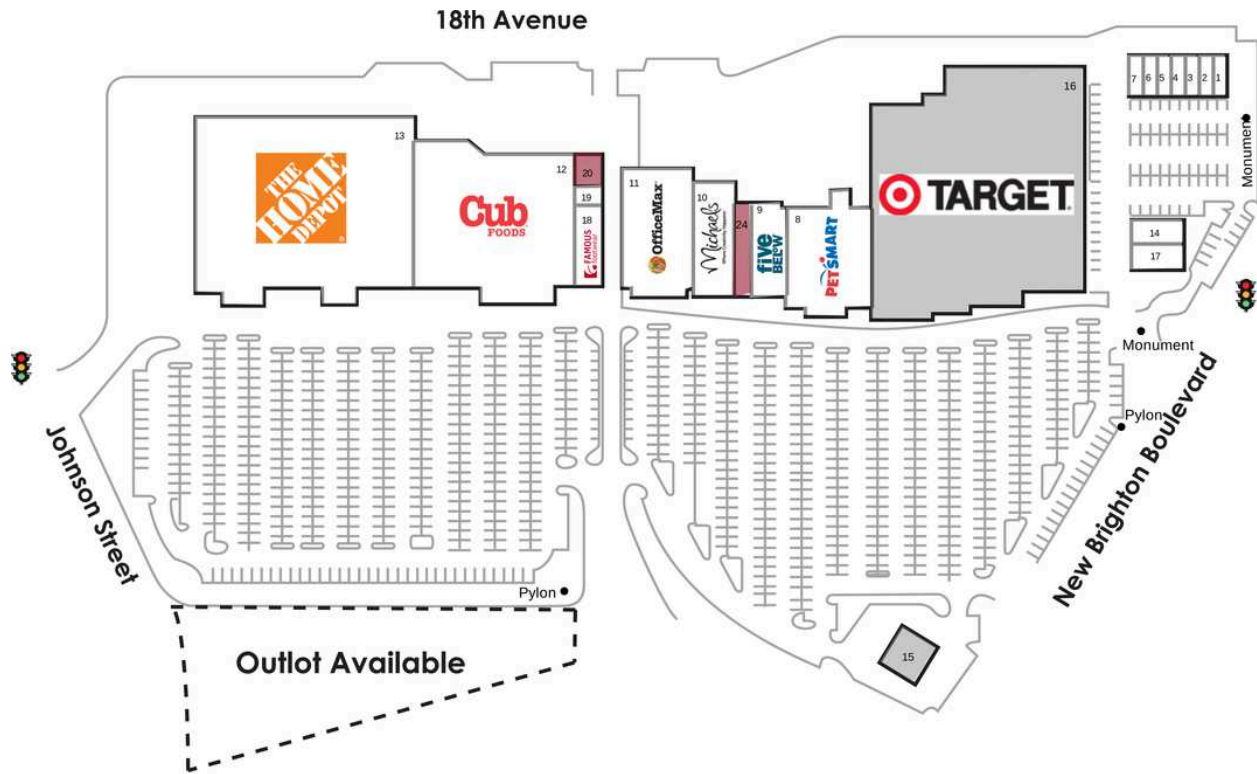 18th Avenue
16
7 6 5 4 3 2 1
Monument
13
THE
HOME
DEPOT
12
Cub
FOODS
20
19
18
FAMOUS
footwear
11
OfficeMax
10
Michaels
24
9
five
BEL•W
8
PETSMART
TARGET
14
17
Monument
Pylon
Johnson Street
New Brighton Boulevard
Pylon
Outlot Available
15